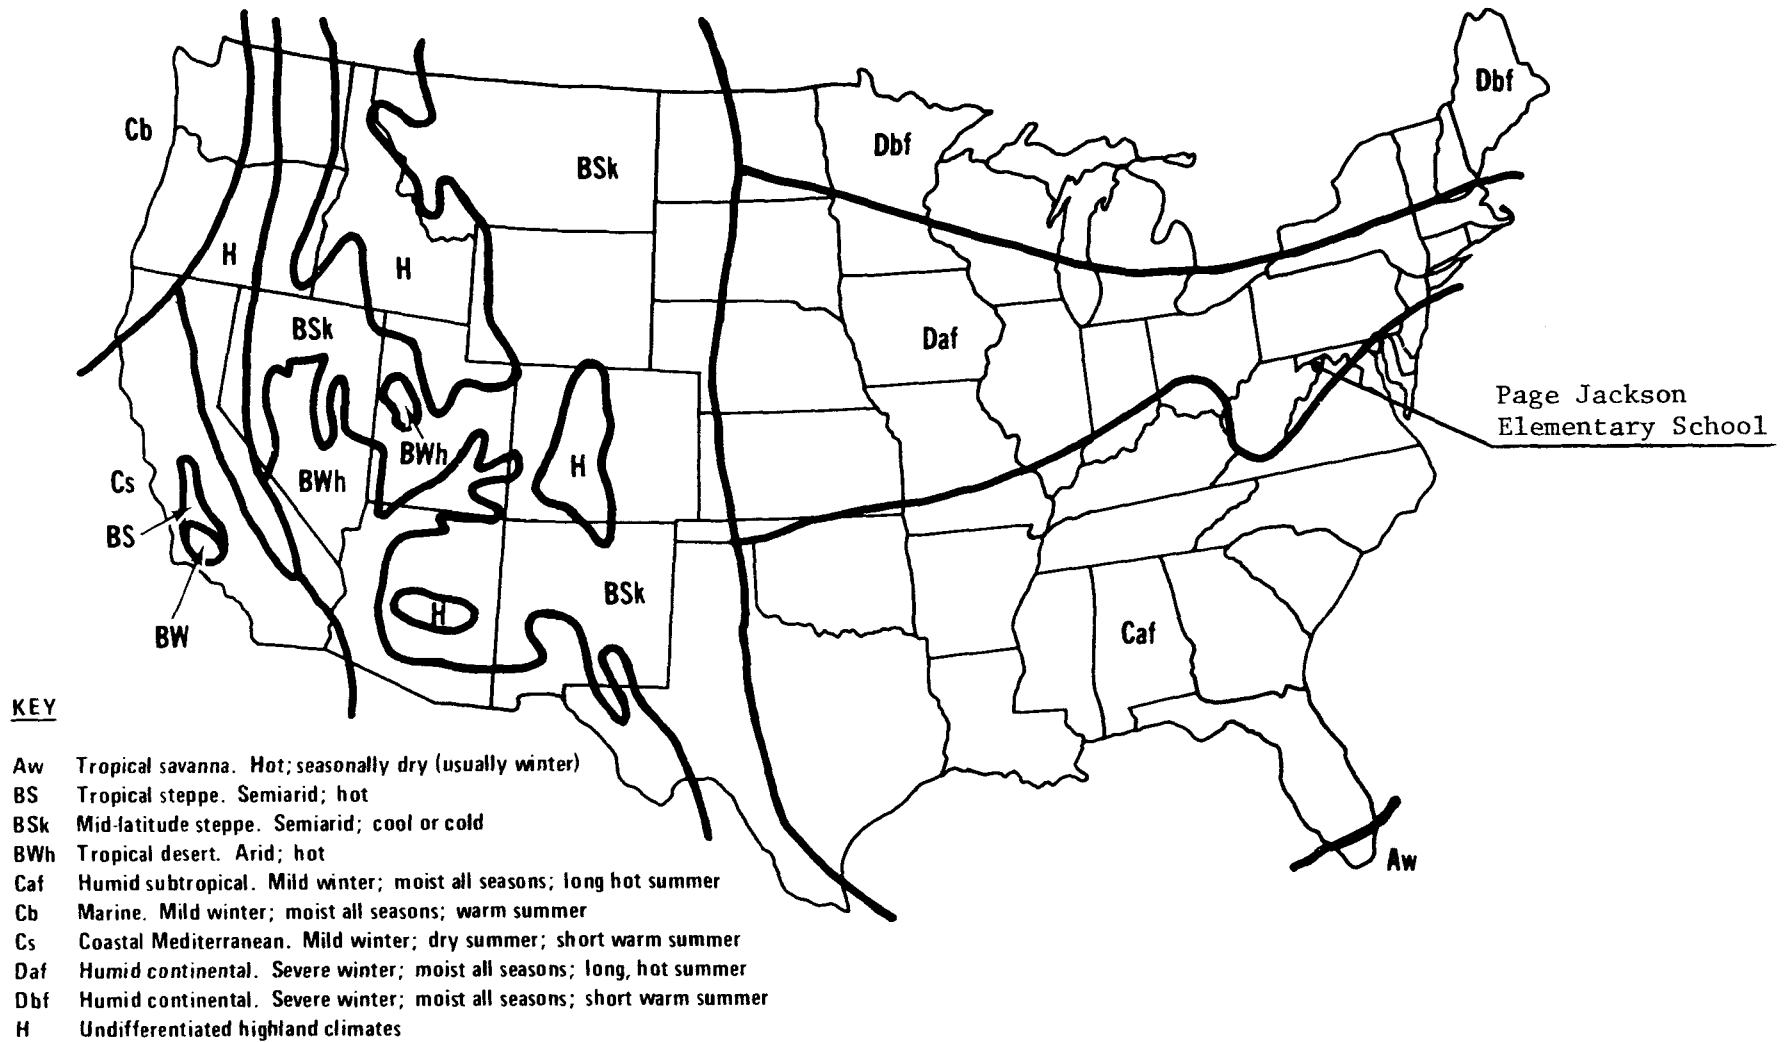 Dbf
Cb
Dbf
BSk
H
H
BSk
Daf
Page Jackson
Elementary School
BWh
H
Cs
BWh
BS
BSk
H
BW
Caf
KEY
Aw Tropical savanna. Hot; seasonally dry (usually winter)
BS Tropical steppe. Semiarid; hot
BSk Mid-latitude steppe. Semiarid; cool or cold
BWh Tropical desert. Arid; hot
Aw
Caf Humid subtropical. Mild winter; moist all seasons; long hot summer
Cb Marine. Mild winter; moist all seasons; warm summer
Cs Coastal Mediterranean. Mild winter; dry summer; short warm summer
Daf Humid continental. Severe winter; moist all seasons; long, hot summer
Dbf Humid continental. Severe winter; moist all seasons; short warm summer
H Undifferentiated highland climates